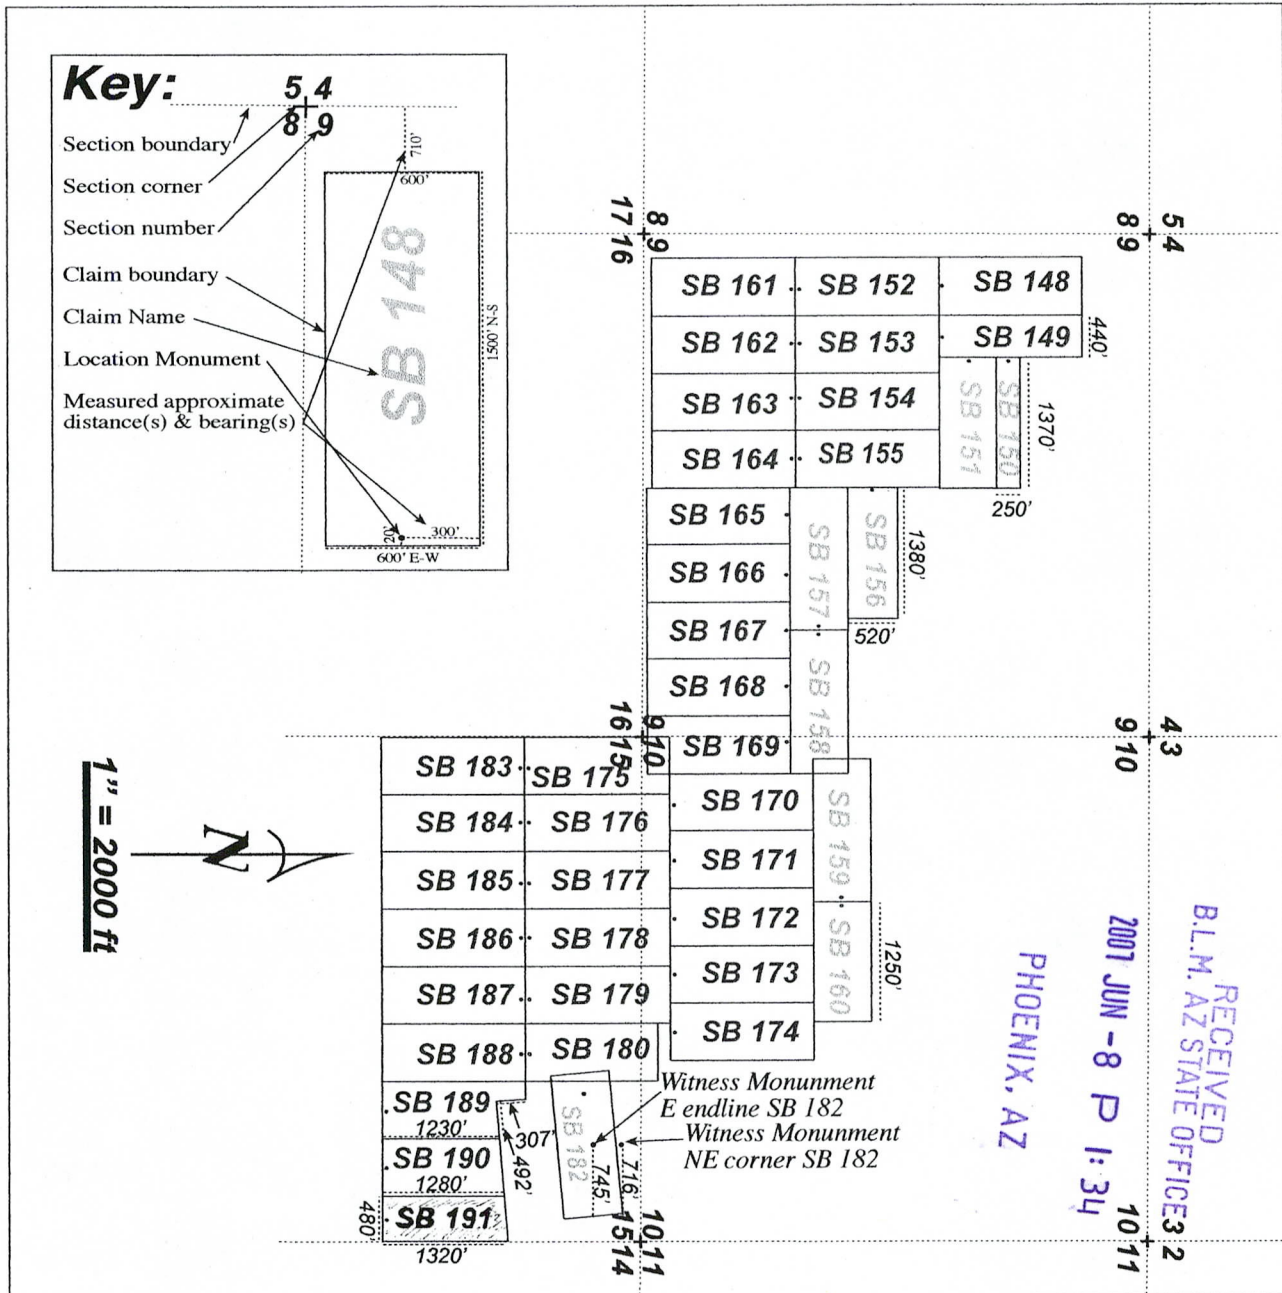 Key:
5 4
8 9
Section boundary
Section corner
Section number
Claim boundary
Claim Name
Location Monument
Measured approximate
distance(s) & bearing(s)
710'
600'
SB 148
1500' N-S
20'
300'
600' E-W
17 8
16 9
8 5
9 4
SB 161
SB 152
SB 148
SB 162
SB 153
SB 149
440'
SB 163
SB 154
SB 151
SB 150
1370'
SB 164
SB 155
250'
SB 165
SB 157
SB 156
1380'
SB 166
SB 167
520'
SB 168
SB 158
SB 169
16 9
15 10
9 4
10 3
SB 183
SB 175
SB 170
SB 159
SB 184
SB 176
SB 171
SB 185
SB 177
SB 172
SB 160
1250'
SB 186
SB 178
SB 173
SB 187
SB 179
SB 174
SB 188
SB 180
SB 189
1230'
307'
492'
SB 190
1280'
SB 191
480'
1320'
SB 182
745'
716'
Witness Monunment
E endline SB 182
Witness Monunment
NE corner SB 182
15 10
14 11
10 3
11 2
N
1" = 2000 ft
RECEIVED
B.L.M. AZ STATE OFFICE
2007 JUN -8 P 1:34
PHOENIX, AZ